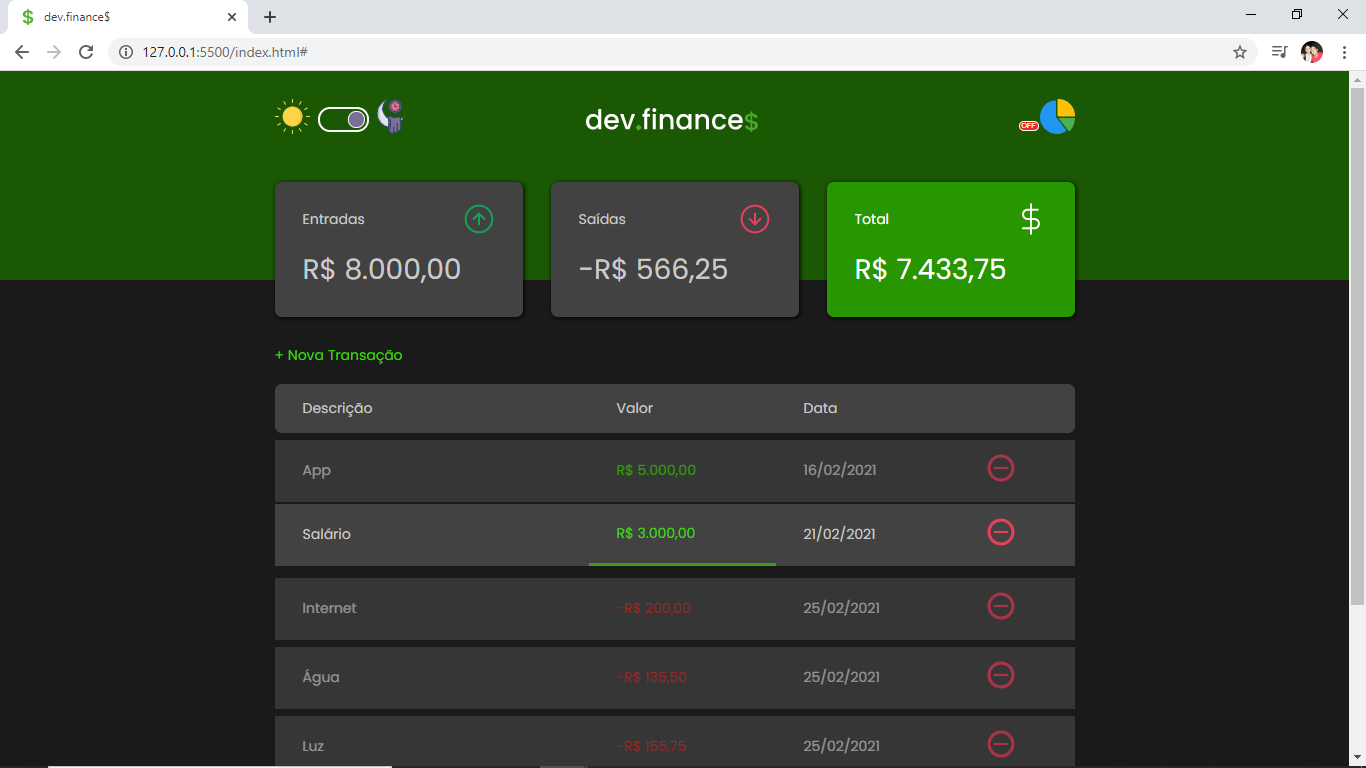 dev.finance$
127.0.0.1:5500/index.html#
dev.finance$
OFF
Entradas
R$ 8.000,00
Saídas
-R$ 566,25
Total
$
R$ 7.433,75
+ Nova Transação
Descrição Valor Data
App R$ 5.000,00 16/02/2021
Salário R$ 3.000,00 21/02/2021
Internet -R$ 200,00 25/02/2021
Água -R$ 135,50 25/02/2021
Luz -R$ 155,75 25/02/2021